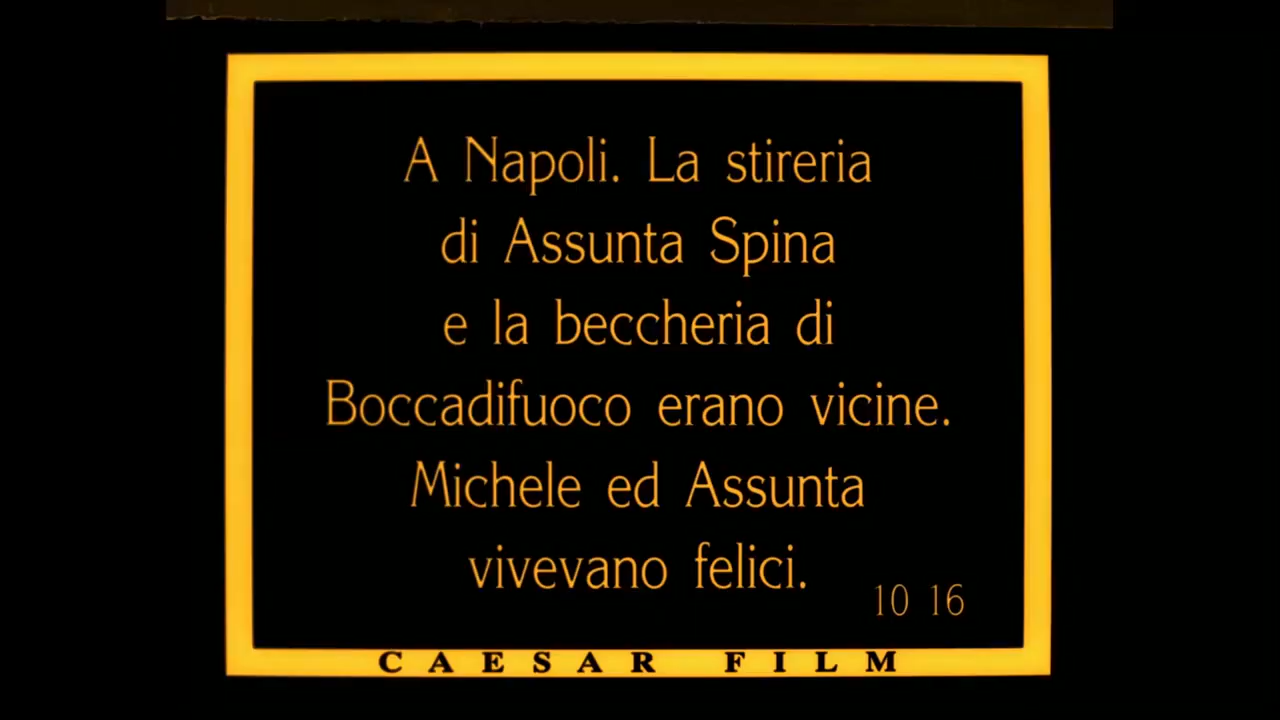 A Napoli. La stireria
di Assunta Spina
e la beccheria di
Boccadifuoco erano vicine.
Michele ed Assunta
vivevano felici.
10 16
CAESAR FILM